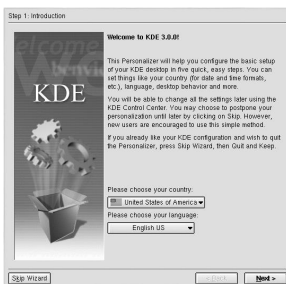 Step 1: Introduction
elcome
benvi
KDE
Welcome to KDE 3.0.0!
This Personalizer will help you configure the basic setup
of your KDE desktop in five quick, easy steps. You can
set things like your country (for date and time formats,
etc.), language, desktop behavior and more.
You will be able to change all the settings later using the
KDE Control Center. You may choose to postpone your
personalization until later by clicking on Skip. However,
new users are encouraged to use this simple method.
If you already like your KDE configuration and wish to quit
the Personalizer, press Skip Wizard, then Quit and Keep.
Please choose your country:
United States of America
Please choose your language:
English US
Skip Wizard
< Back
Next >